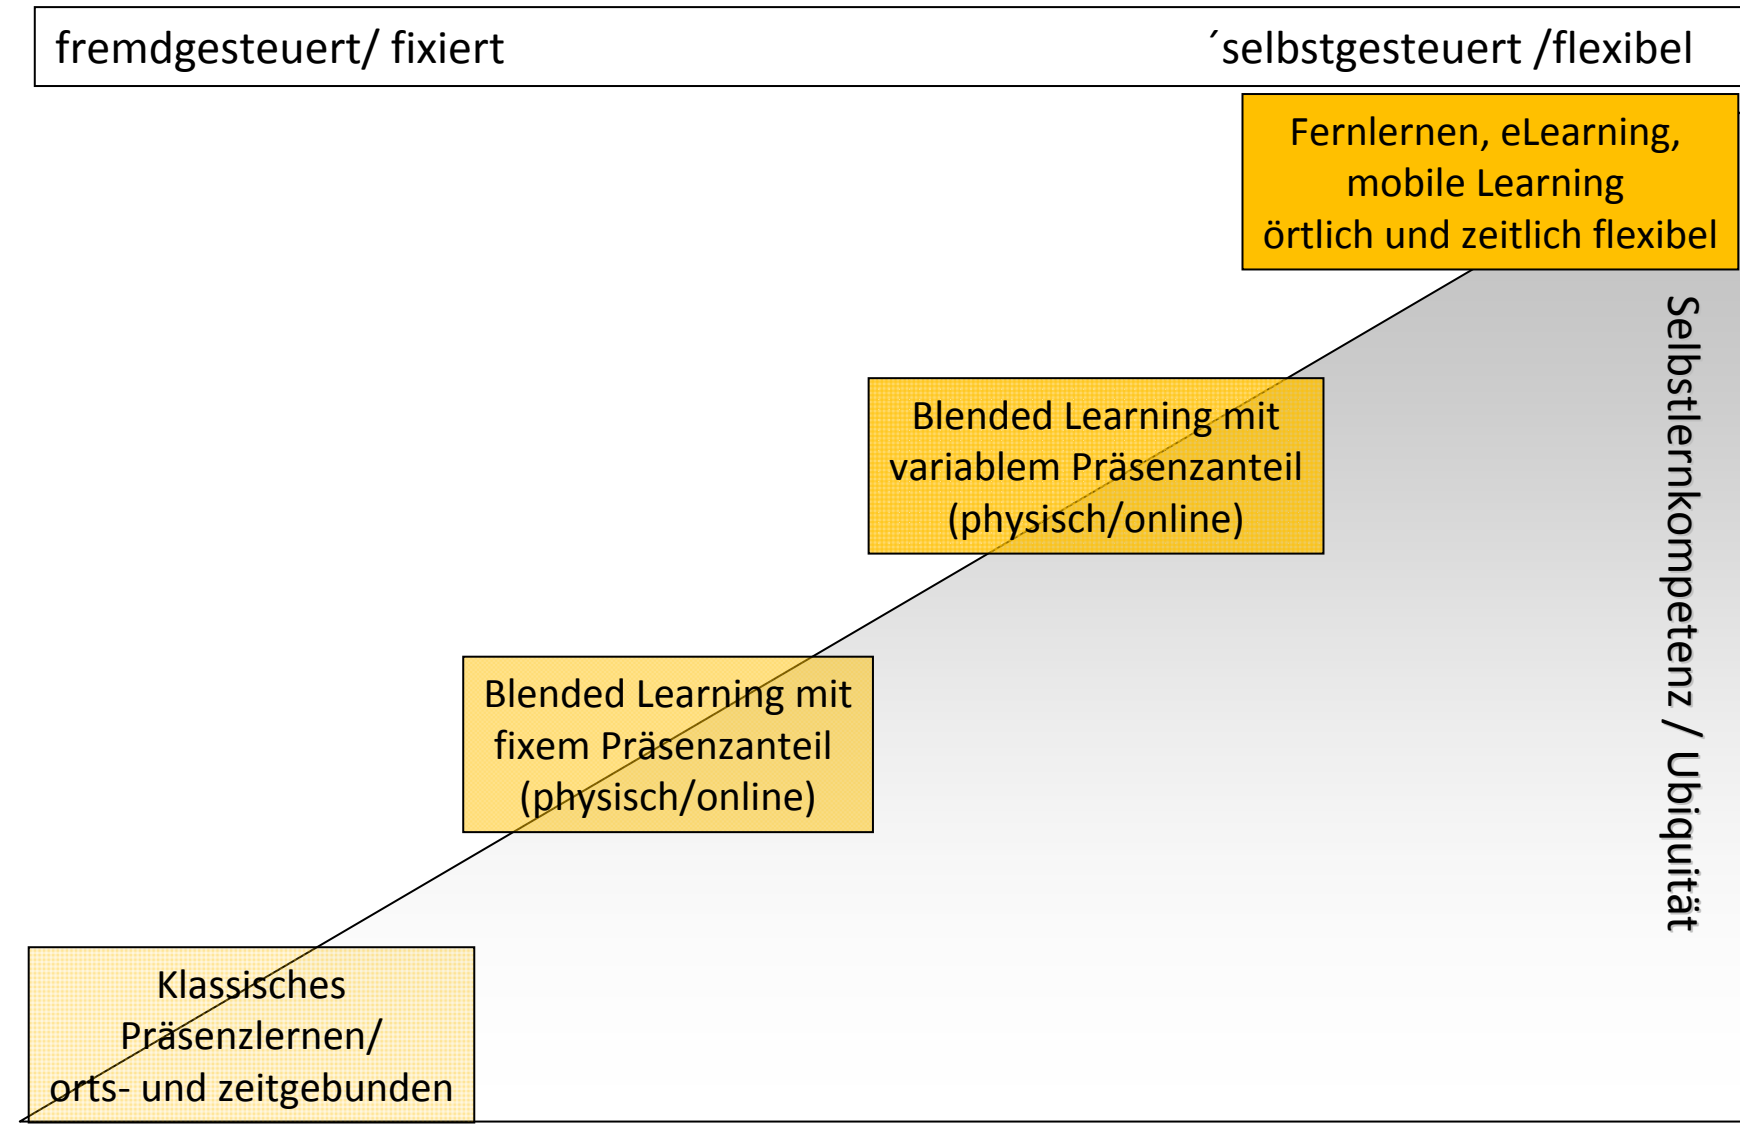 fremdgesteuert/ fixiert
´selbstgesteuert /flexibel
Fernlernen, eLearning,
mobile Learning
örtlich und zeitlich flexibel
Blended Learning mit
variablem Präsenzanteil
(physisch/online)
Blended Learning mit
fixem Präsenzanteil
(physisch/online)
Klassisches
Präsenzlernen/
orts- und zeitgebunden
Selbstlernkompetenz / Ubiquität